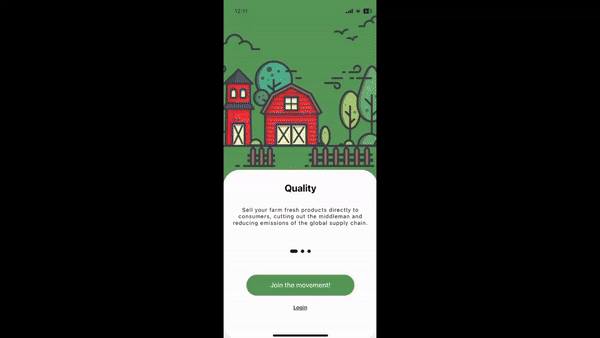 12:11
Quality
Sell your farm fresh products directly to
consumers, cutting out the middleman and
reducing emissions of the global supply chain.
Join the movement!
Login